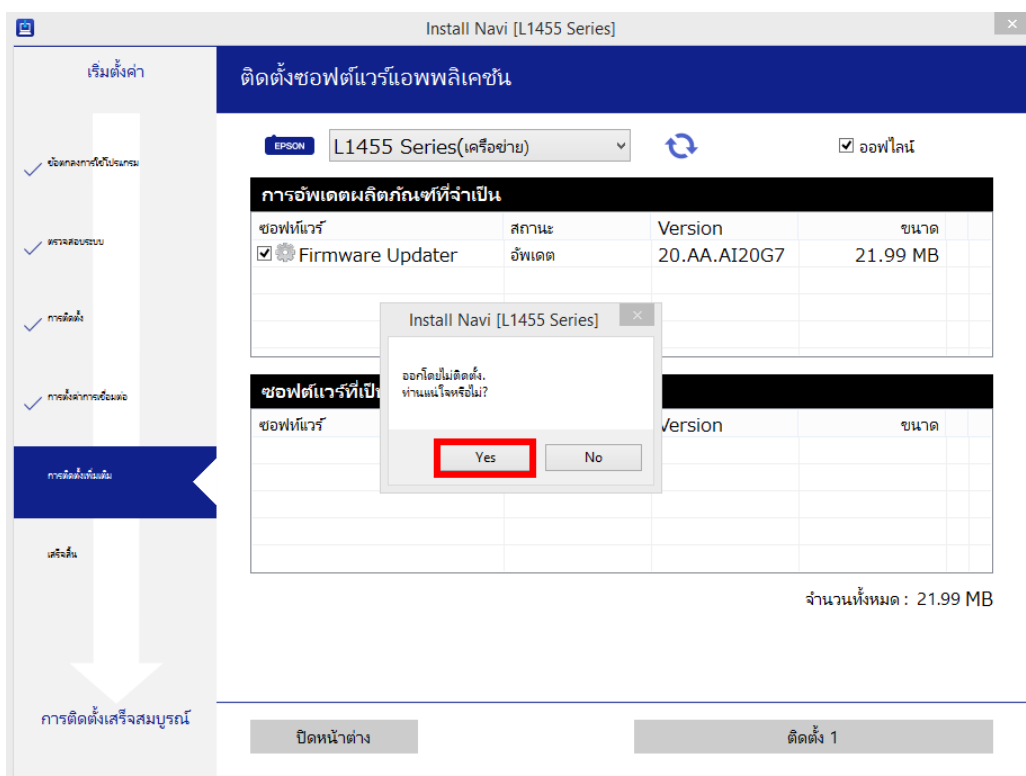 Install Navi [L1455 Series]
เริ่มตั้งค่า
ข้อตกลงการใช้โปรแกรม
ตรวจสอบระบบ
การติดตั้ง
การตั้งค่าการเชื่อมต่อ
การติดตั้งเพิ่มเติม
เสร็จสิ้น
การติดตั้งเสร็จสมบูรณ์
ติดตั้งซอฟต์แวร์แอพพลิเคชัน
EPSON L1455 Series(เครือข่าย) ออฟไลน์
การอัพเดตผลิตภัณฑ์ที่จำเป็น
ซอฟท์แวร์ สถานะ Version ขนาด
Firmware Updater อัพเดต 20.AA.AI20G7 21.99 MB
ซอฟต์แวร์ที่เป็
ซอฟท์แวร์ Version ขนาด
Install Navi [L1455 Series]
ออกโดยไม่ติดตั้ง.
ท่านแน่ใจหรือไม่?
Yes No
จำนวนทั้งหมด : 21.99 MB
ปิดหน้าต่าง ติดตั้ง 1